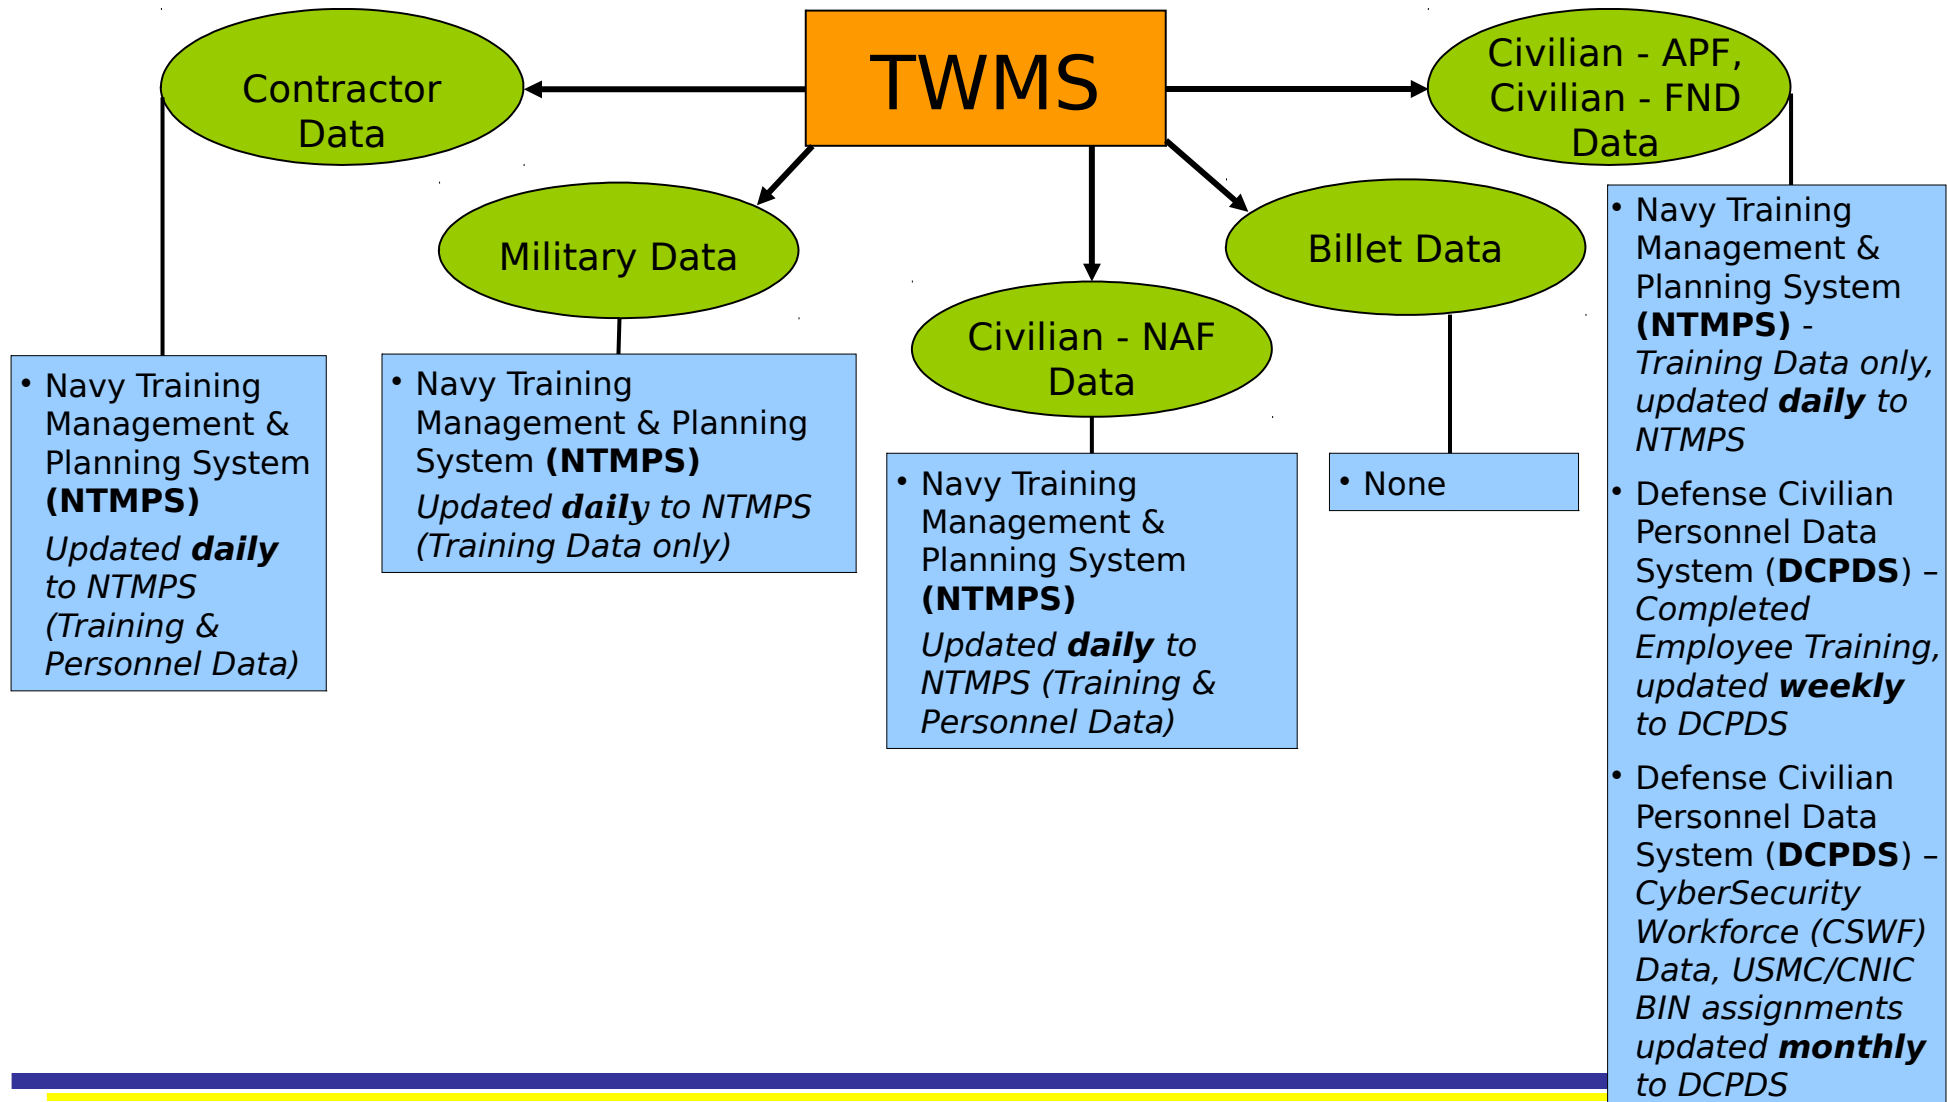 TWMS
Contractor
Data
Military Data
Civilian - NAF
Data
Billet Data
Civilian - APF,
Civilian - FND
Data
• Navy Training
Management &
Planning System
(NTMPS)
Updated daily
to NTMPS
(Training &
Personnel Data)
• Navy Training
Management & Planning
System (NTMPS)
Updated daily to NTMPS
(Training Data only)
• Navy Training
Management &
Planning System
(NTMPS)
Updated daily to
NTMPS (Training &
Personnel Data)
• None
• Navy Training
Management &
Planning System
(NTMPS) -
Training Data only,
updated daily to
NTMPS
• Defense Civilian
Personnel Data
System (DCPDS) –
Completed
Employee Training,
updated weekly
to DCPDS
• Defense Civilian
Personnel Data
System (DCPDS) –
CyberSecurity
Workforce (CSWF)
Data, USMC/CNIC
BIN assignments
updated monthly
to DCPDS